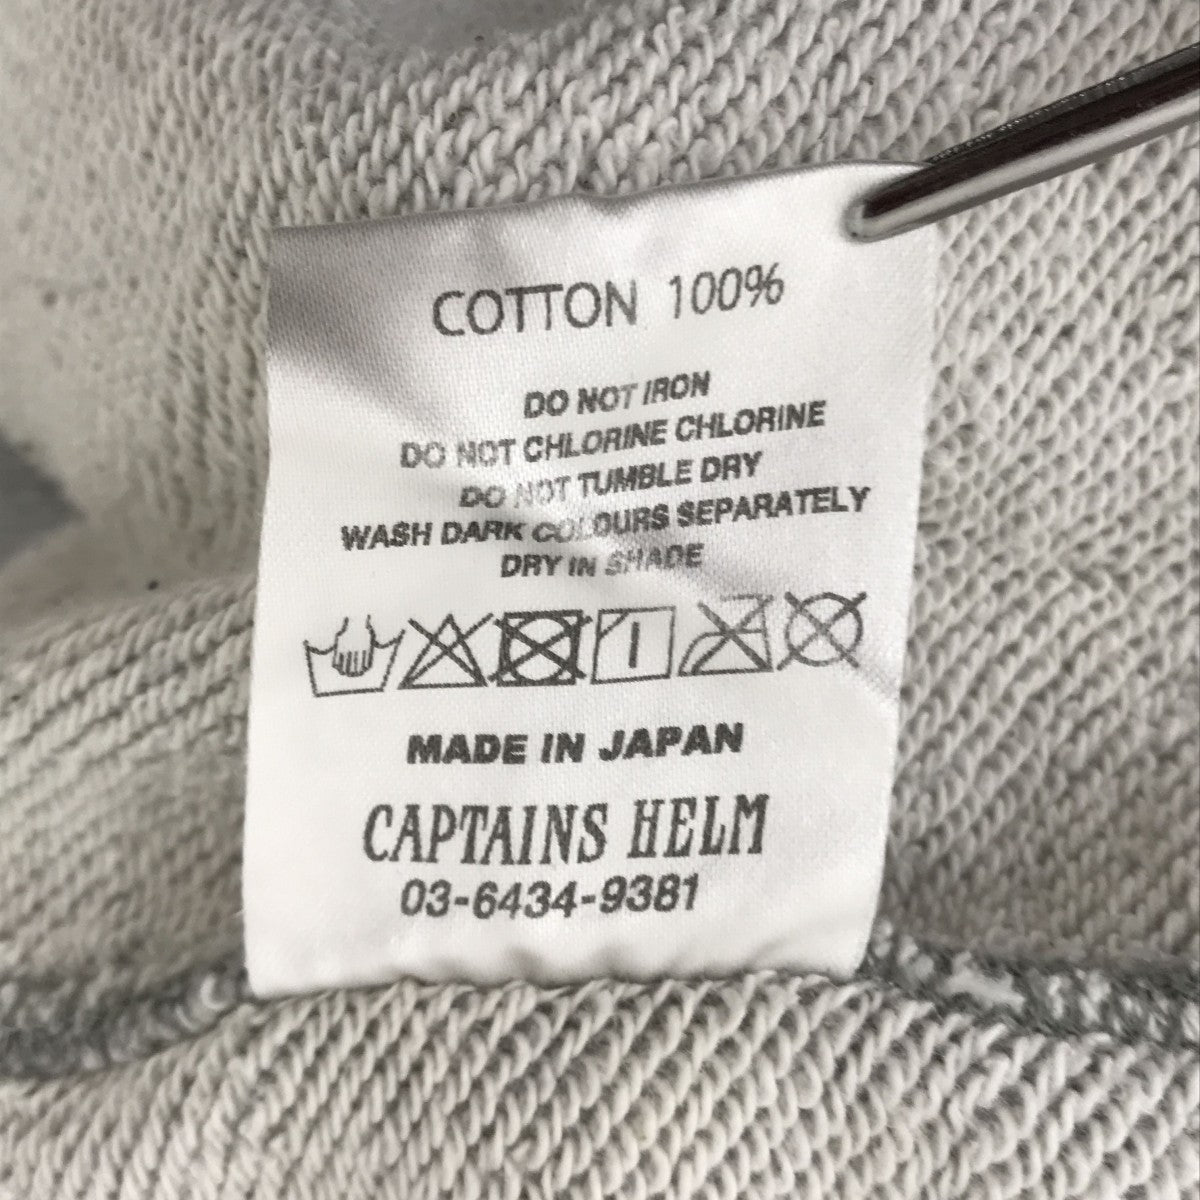 COTTON 100%
DO NOT IRON
DO NOT CHLORINE CHLORINE
DO NOT TUMBLE DRY
WASH DARK COLOURS SEPARATELY
DRY IN SHADE
MADE IN JAPAN
CAPTAINS HELM
03-6434-9381